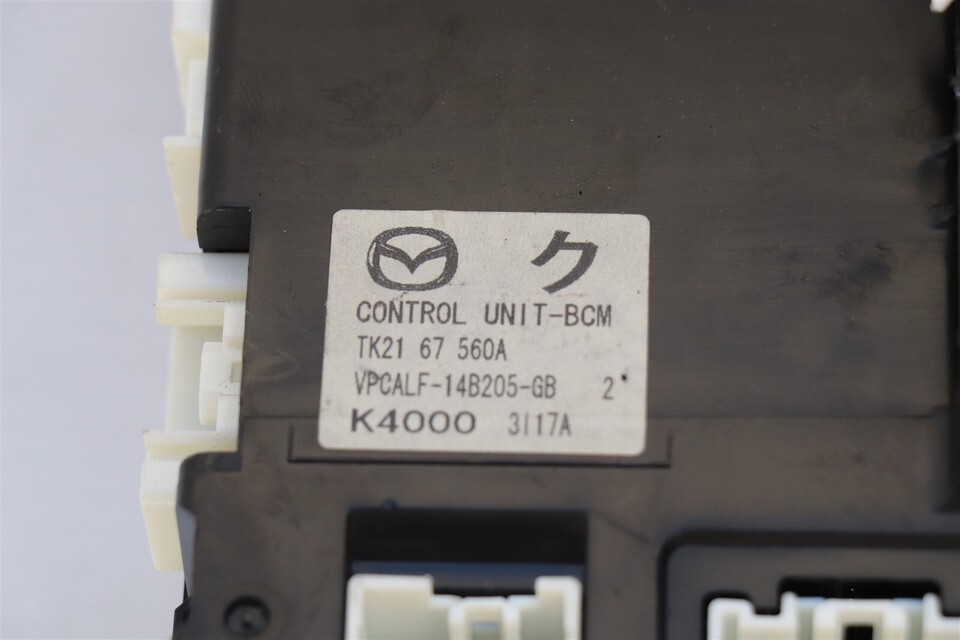 ク
CONTROL UNIT-BCM
TK21 67 560A
VPCALF-14B205-GB 2
K4000 3I17A